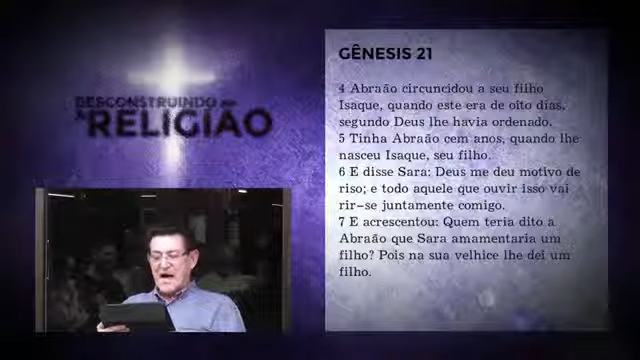 DESCONSTRUINDO
A RELIGIÃO
GÊNESIS 21
4 Abraão circuncidou a seu filho
Isaque, quando este era de oito dias,
segundo Deus lhe havia ordenado.
5 Tinha Abraão cem anos, quando lhe
nasceu Isaque, seu filho.
6 E disse Sara: Deus me deu motivo de
riso; e todo aquele que ouvir isso vai
rir-se juntamente comigo.
7 E acrescentou: Quem teria dito a
Abraão que Sara amamentaria um
filho? Pois na sua velhice lhe dei um
filho.